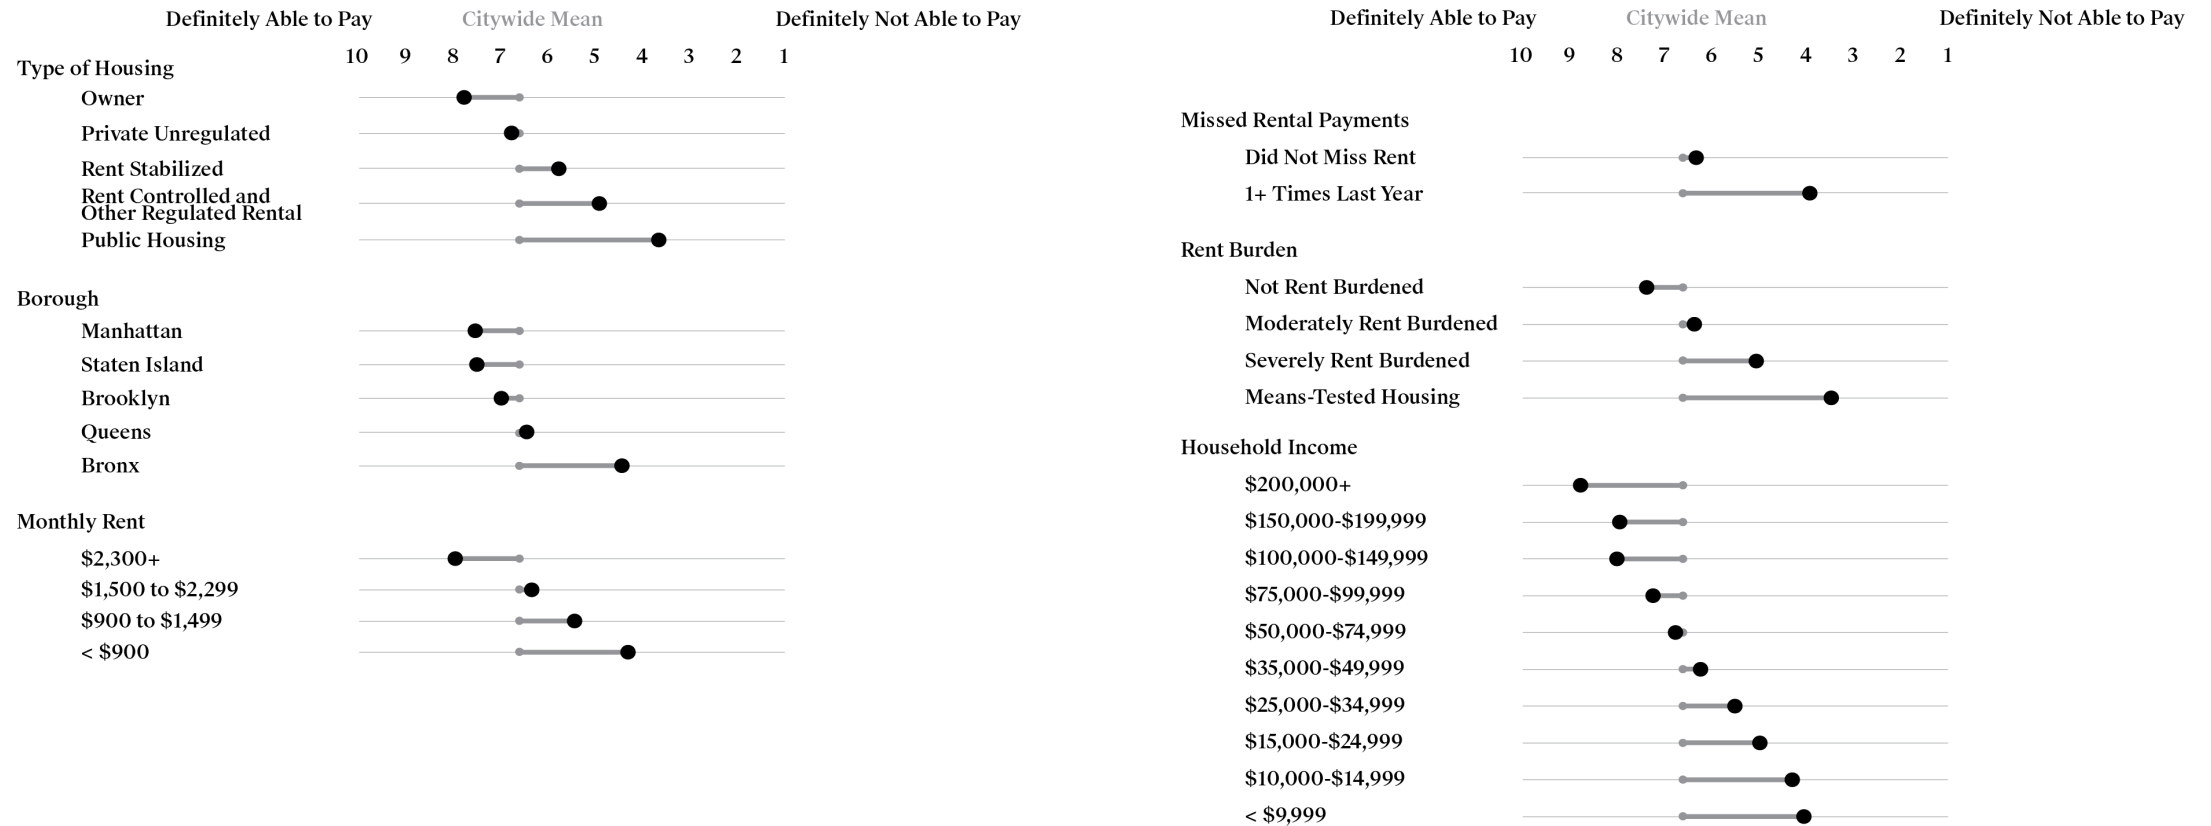 Definitely Able to Pay Citywide Mean Definitely Not Able to Pay
10 9 8 7 6 5 4 3 2 1
Type of Housing
Owner
Private Unregulated
Rent Stabilized
Rent Controlled and
Other Regulated Rental
Public Housing
Borough
Manhattan
Staten Island
Brooklyn
Queens
Bronx
Monthly Rent
$2,300+
$1,500 to $2,299
$900 to $1,499
< $900
Definitely Able to Pay Citywide Mean Definitely Not Able to Pay
10 9 8 7 6 5 4 3 2 1
Missed Rental Payments
Did Not Miss Rent
1+ Times Last Year
Rent Burden
Not Rent Burdened
Moderately Rent Burdened
Severely Rent Burdened
Means-Tested Housing
Household Income
$200,000+
$150,000-$199,999
$100,000-$149,999
$75,000-$99,999
$50,000-$74,999
$35,000-$49,999
$25,000-$34,999
$15,000-$24,999
$10,000-$14,999
< $9,999